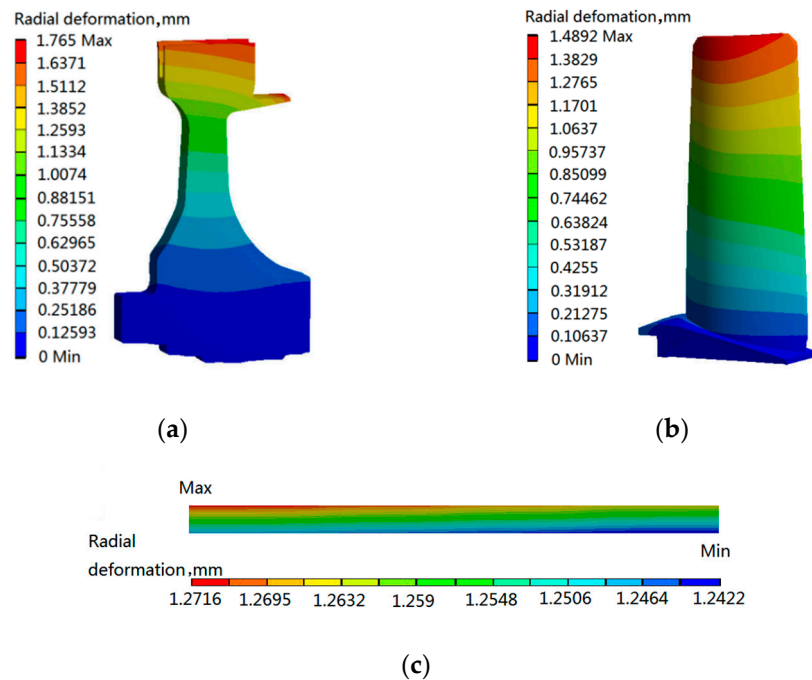 Radial deformation,mm
1.765 Max
1.6371
1.5112
1.3852
1.2593
1.1334
1.0074
0.88151
0.75558
0.62965
0.50372
0.37779
0.25186
0.12593
0 Min
(a)
Radial defomation,mm
1.4892 Max
1.3829
1.2765
1.1701
1.0637
0.95737
0.85099
0.74462
0.63824
0.53187
0.4255
0.31912
0.21275
0.10637
0 Min
(b)
Max
Min
Radial
deformation,mm
1.2716 1.2695 1.2632 1.259 1.2548 1.2506 1.2464 1.2422
(c)